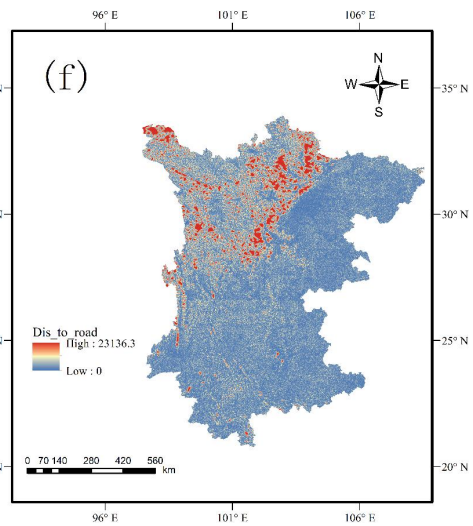 96° E 101° E 106° E
(f)
N
W E
S
35° N
30° N
25° N
20° N
Dis_to_road
High : 23136.3
Low : 0
0 70 140 280 420 560
km
96° E 101° E 106° E